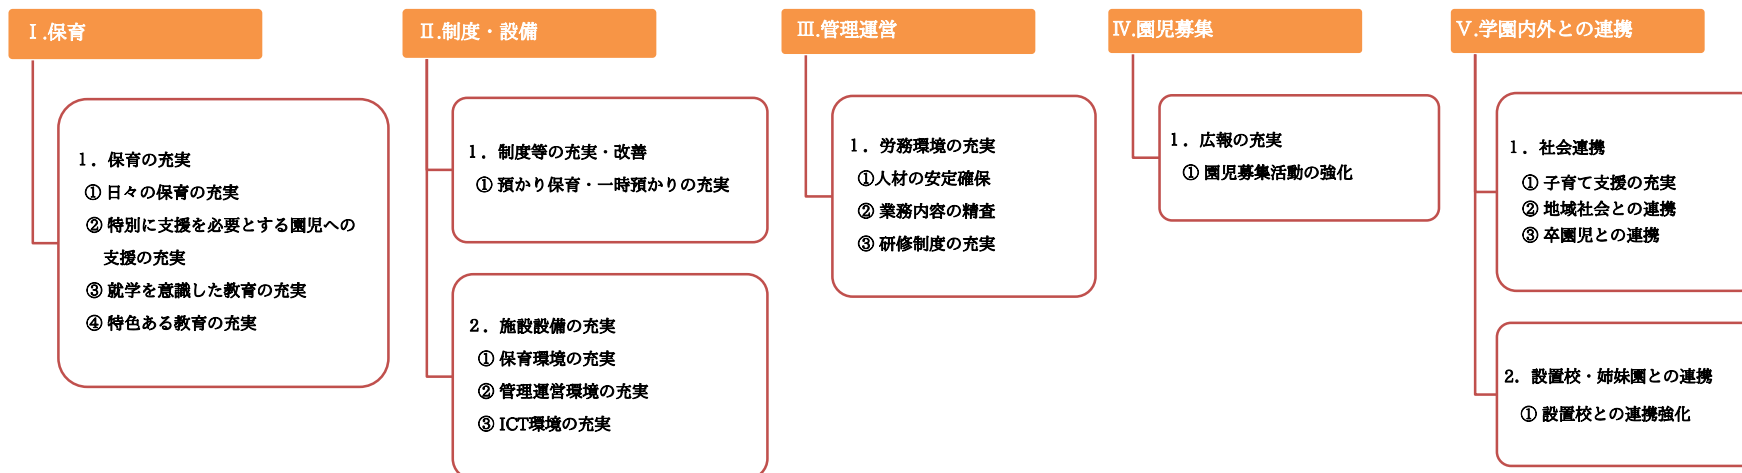 Ⅰ.保育
1．保育の充実
① 日々の保育の充実
② 特別に支援を必要とする園児への
支援の充実
③ 就学を意識した教育の充実
④ 特色ある教育の充実
Ⅱ.制度・設備
1．制度等の充実・改善
① 預かり保育・一時預かりの充実
2．施設設備の充実
① 保育環境の充実
② 管理運営環境の充実
③ ICT環境の充実
Ⅲ.管理運営
1．労務環境の充実
①人材の安定確保
② 業務内容の精査
③ 研修制度の充実
Ⅳ.園児募集
1．広報の充実
① 園児募集活動の強化
Ⅴ.学園内外との連携
1．社会連携
① 子育て支援の充実
② 地域社会との連携
③ 卒園児との連携
2．設置校・姉妹園との連携
① 設置校との連携強化